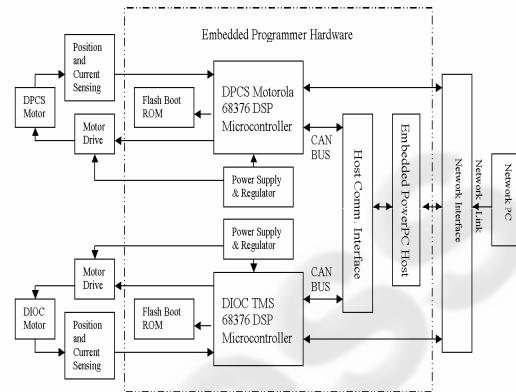 Embedded Programmer Hardware
Position
and
Current
Sensing
DPCS
Motor
Motor
Drive
Flash Boot
ROM
DPCS Motorola
68376 DSP
Microcontroller
Power Supply
& Regulator
CAN
BUS
Host Comm. Interface
Embedded PowerPC Host
Network Interface
Network Link
Network PC
Power Supply
& Regulator
Motor
Drive
DIOC
Motor
Position
and
Current
Sensing
Flash Boot
ROM
DIOC TMS
68376 DSP
Microcontroller
CAN
BUS